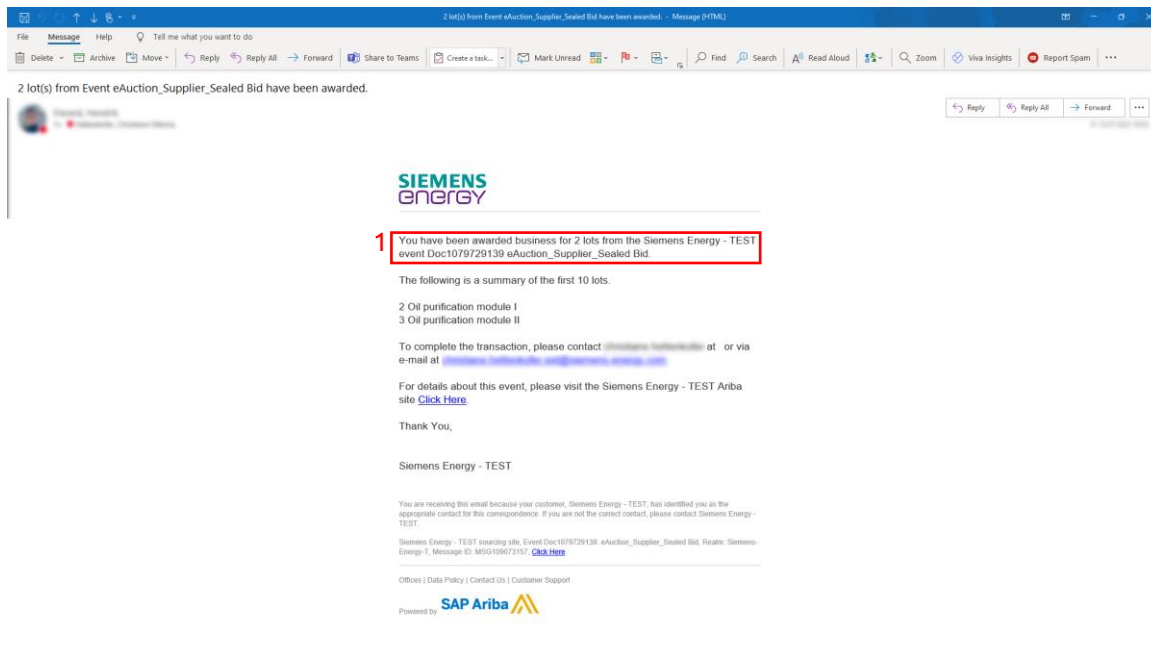 2 lot(s) from Event eAuction_Supplier_Sealed Bid have been awarded. - Message (HTML)
File Message Help Tell me what you want to do
Delete Archive Move Reply Reply All Forward Share to Teams Create a task... Mark Unread Find Search Read Aloud Zoom Viva Insights Report Spam
2 lot(s) from Event eAuction_Supplier_Sealed Bid have been awarded.
Reply Reply All Forward
SIEMENS
energy
1
You have been awarded business for 2 lots from the Siemens Energy - TEST
event Doc1079729139 eAuction_Supplier_Sealed Bid.
The following is a summary of the first 10 lots.
2 Oil purification module I
3 Oil purification module II
To complete the transaction, please contact at or via
e-mail at
For details about this event, please visit the Siemens Energy - TEST Ariba
site Click Here.
Thank You,
Siemens Energy - TEST
You are receiving this email because your customer, Siemens Energy - TEST, has identified you as the
appropriate contact for this correspondence. If you are not the correct contact, please contact Siemens Energy -
TEST.
Siemens Energy - TEST sourcing site, Event Doc1079729139: eAuction_Supplier_Sealed Bid, Realm: Siemens-
Energy-T, Message ID: MSG109073157, Click Here
Offices | Data Policy | Contact Us | Customer Support
Powered by SAP Ariba